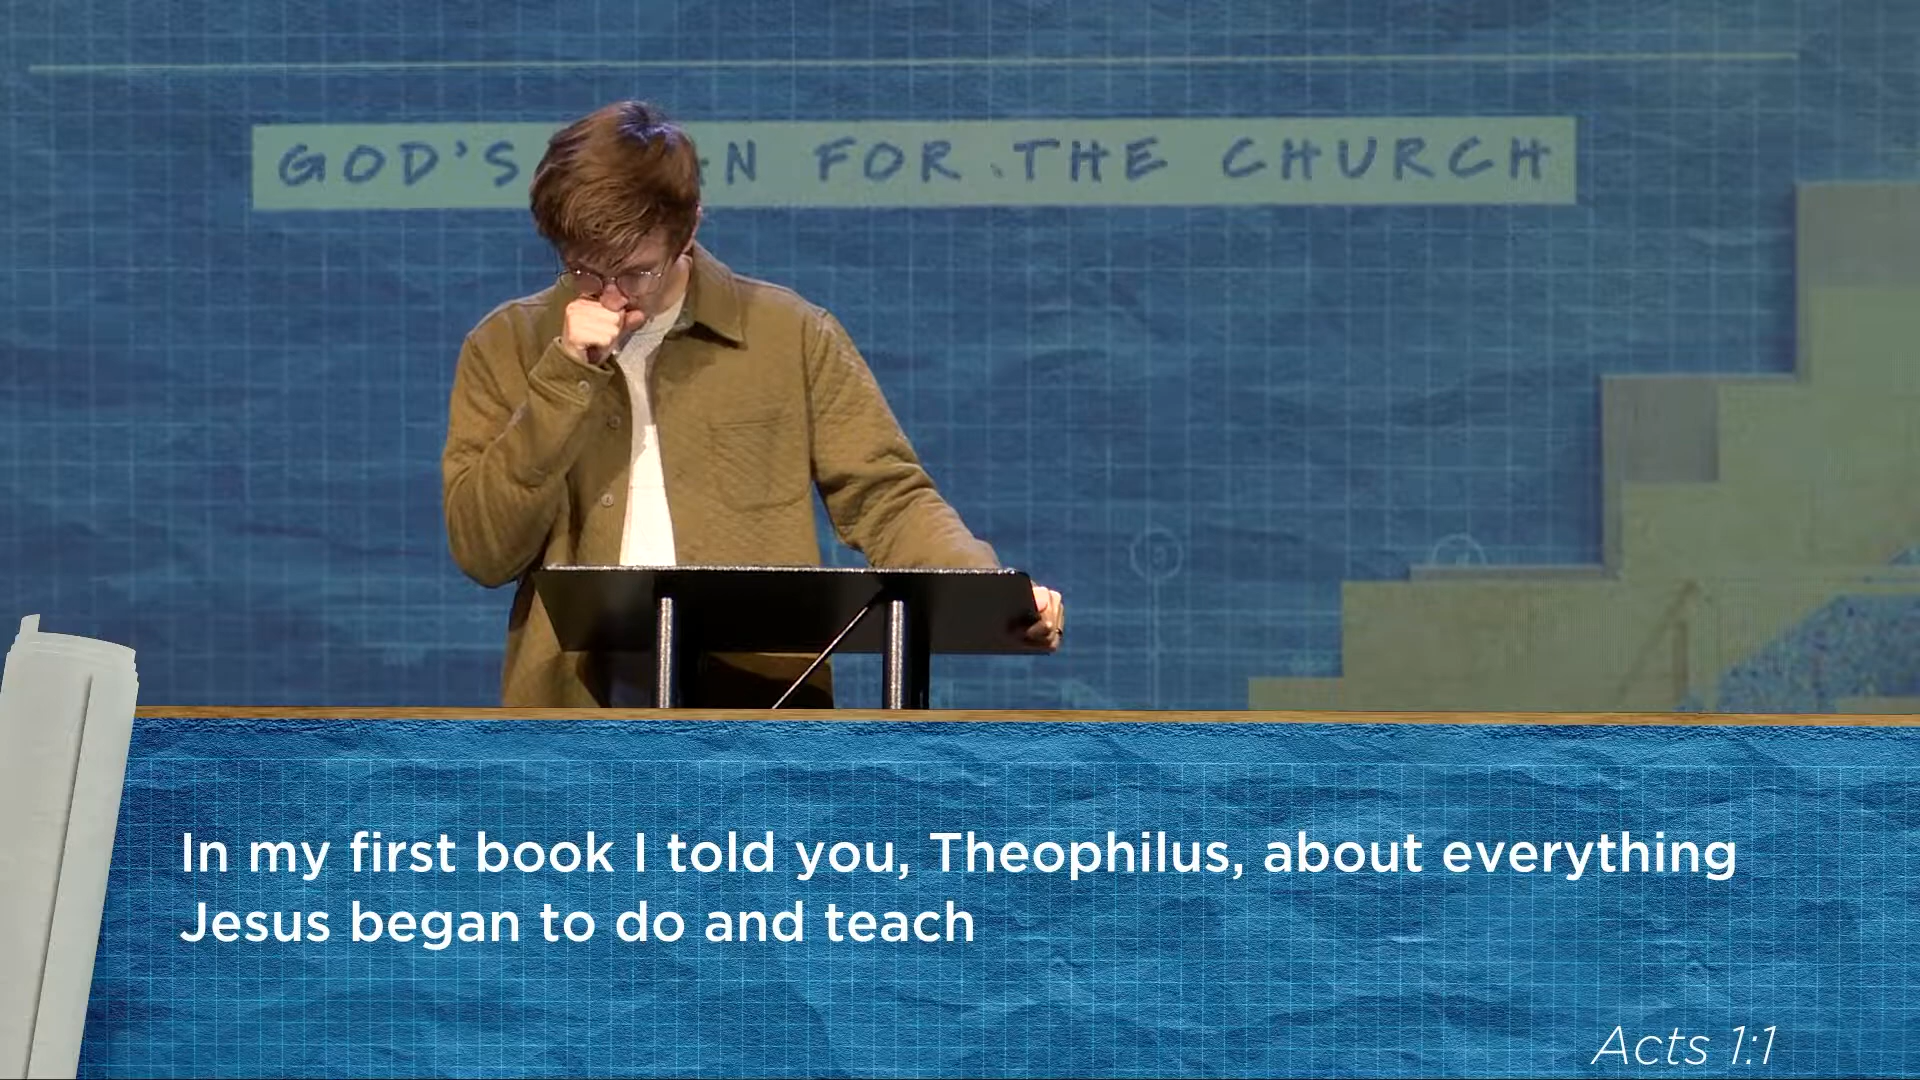 GOD'S N FOR THE CHURCH
In my first book I told you, Theophilus, about everything
Jesus began to do and teach
Acts 1:1